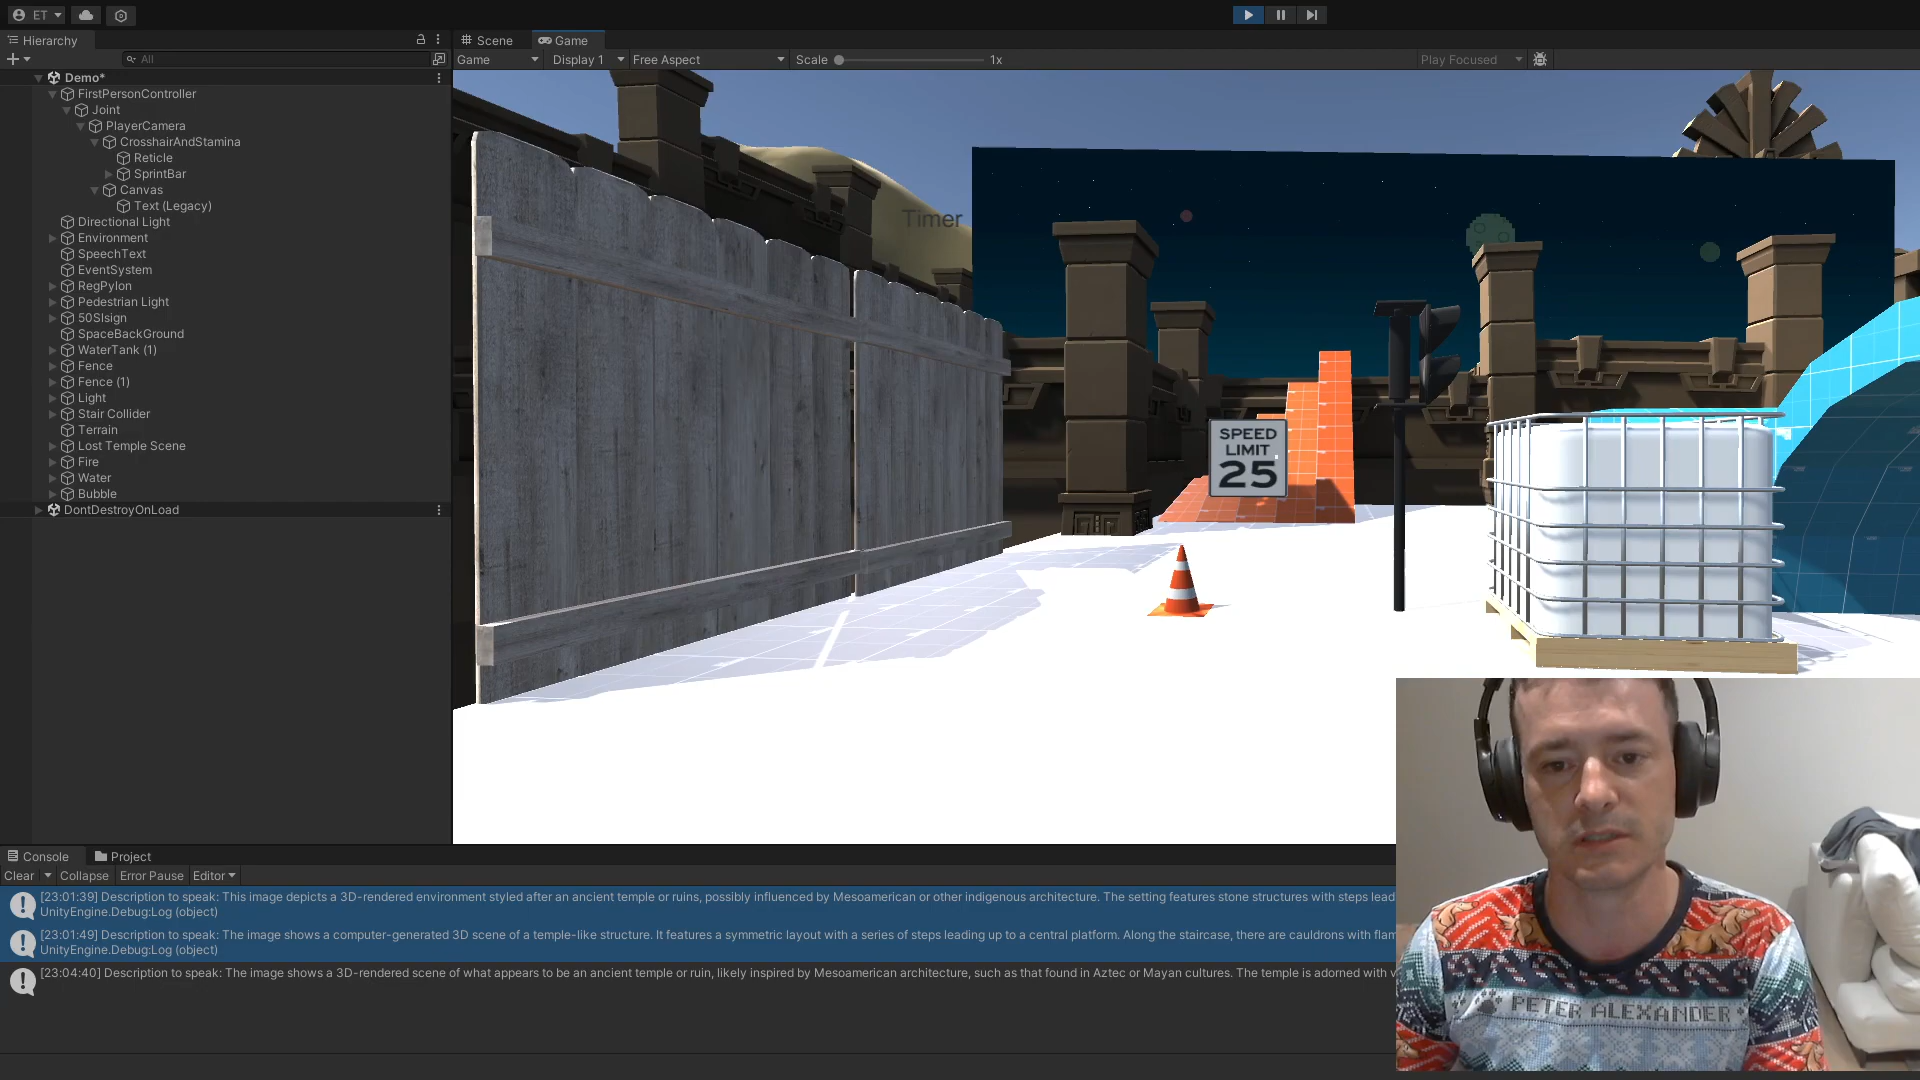 ET
Hierarchy
Scene
Game
All
Game
Display 1
Free Aspect
Scale
1x
Play Focused
Demo*
FirstPersonController
Joint
PlayerCamera
CrosshairAndStamina
Reticle
SprintBar
Canvas
Text (Legacy)
Directional Light
Environment
SpeechText
EventSystem
RegPylon
Pedestrian Light
50SIsign
SpaceBackGround
WaterTank (1)
Fence
Fence (1)
Light
Stair Collider
Terrain
Lost Temple Scene
Fire
Water
Bubble
DontDestroyOnLoad
Timer
SPEED
LIMIT
25
Console
Project
Clear
Collapse
Error Pause
Editor
[23:01:39] Description to speak: This image depicts a 3D-rendered environment styled after an ancient temple or ruins, possibly influenced by Mesoamerican or other indigenous architecture. The setting features stone structures with steps lead
UnityEngine.Debug:Log (object)
[23:01:49] Description to speak: The image shows a computer-generated 3D scene of a temple-like structure. It features a symmetric layout with a series of steps leading up to a central platform. Along the staircase, there are cauldrons with flam
UnityEngine.Debug:Log (object)
[23:04:40] Description to speak: The image shows a 3D-rendered scene of what appears to be an ancient temple or ruin, likely inspired by Mesoamerican architecture, such as that found in Aztec or Mayan cultures. The temple is adorned with v
PETER ALEXANDER